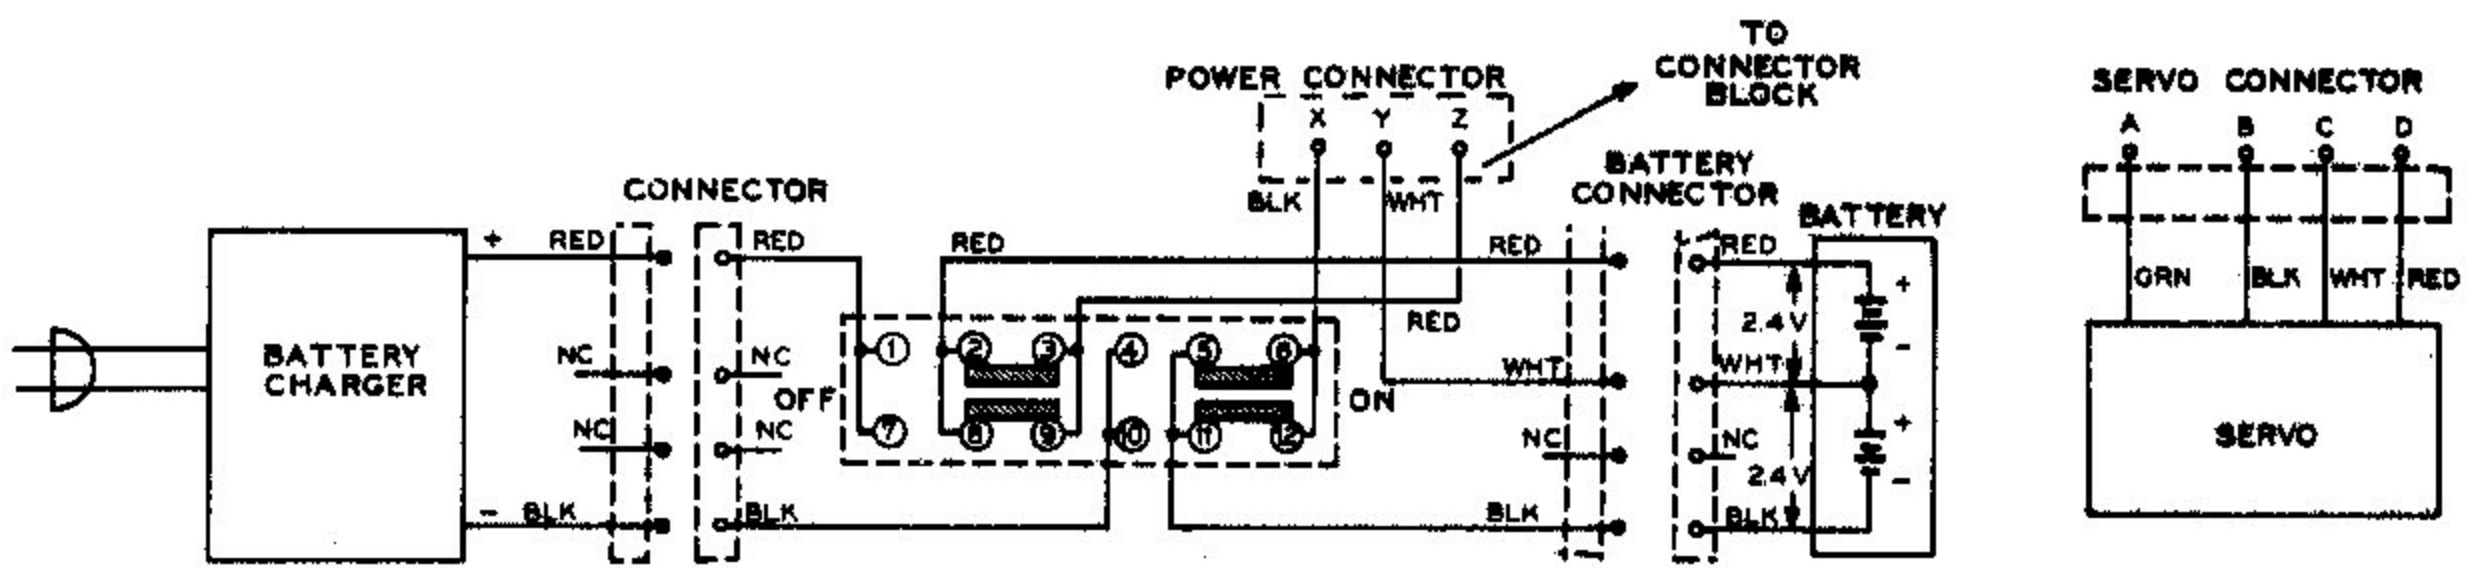 TO
CONNECTOR
BLOCK
POWER CONNECTOR
X Y Z
BLK WHT
RED
SERVO CONNECTOR
A B C D
GRN BLK WHT RED
SERVO
BATTERY
CONNECTOR
BATTERY
CONNECTOR
+ RED
RED
RED
RED
RED
BATTERY
CHARGER
NC
NC
NC
NC
- BLK
BLK
OFF
ON
1 2 3 4 5 6
7 8 9 10 11 12
WHT
NC
BLK
2.4V
+
-
WHT
NC
2.4V
+
-
BLK